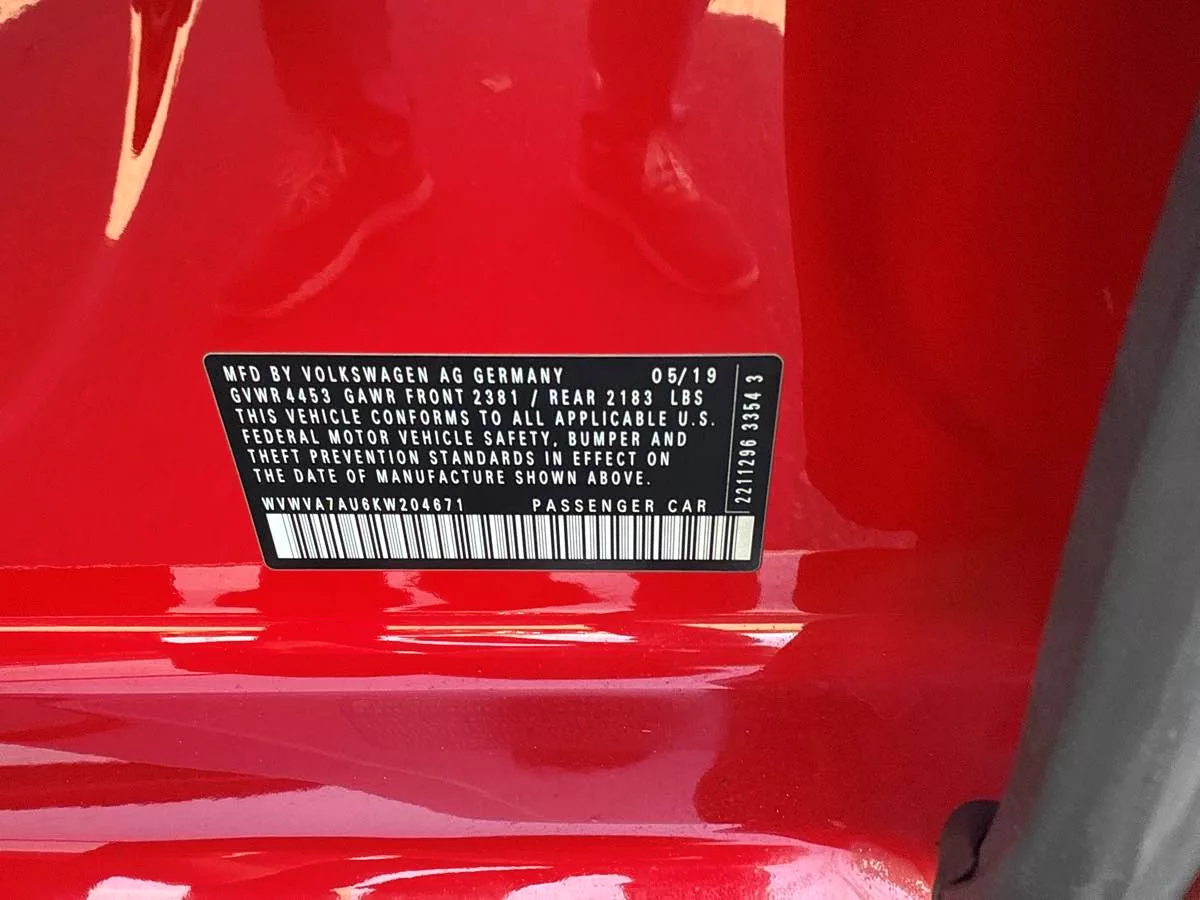 MFD BY VOLKSWAGEN AG GERMANY 05/19
GVWR 4453 GAWR FRONT 2381 / REAR 2183 LBS
THIS VEHICLE CONFORMS TO ALL APPLICABLE U.S.
FEDERAL MOTOR VEHICLE SAFETY, BUMPER AND
THEFT PREVENTION STANDARDS IN EFFECT ON
THE DATE OF MANUFACTURE SHOWN ABOVE.
WVWVA7AU6KW204671 PASSENGER CAR
2211296 3354 3